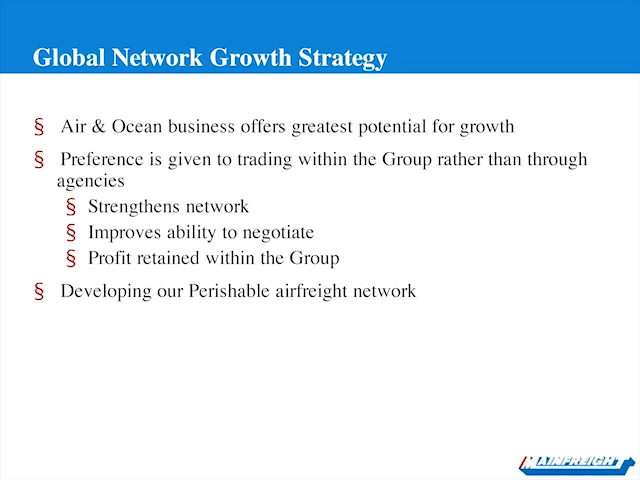 Global Network Growth Strategy
§ Air & Ocean business offers greatest potential for growth
§ Preference is given to trading within the Group rather than through
agencies
§ Strengthens network
§ Improves ability to negotiate
§ Profit retained within the Group
§ Developing our Perishable airfreight network
MAINFREIGHT